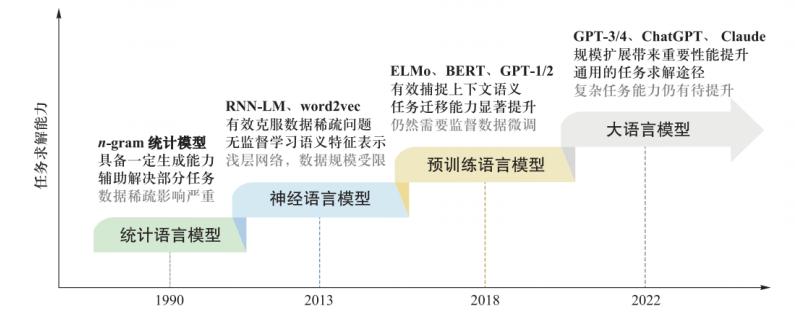 任务求解能力
n-gram 统计模型
具备一定生成能力
辅助解决部分任务
数据稀疏影响严重
统计语言模型
1990
RNN-LM、word2vec
有效克服数据稀疏问题
无监督学习语义特征表示
浅层网络，数据规模受限
神经语言模型
2013
ELMo、BERT、GPT-1/2
有效捕捉上下文语义
任务迁移能力显著提升
仍然需要监督数据微调
预训练语言模型
2018
GPT-3/4、ChatGPT、 Claude
规模扩展带来重要性能提升
通用的任务求解途径
复杂任务能力仍有待提升
大语言模型
2022